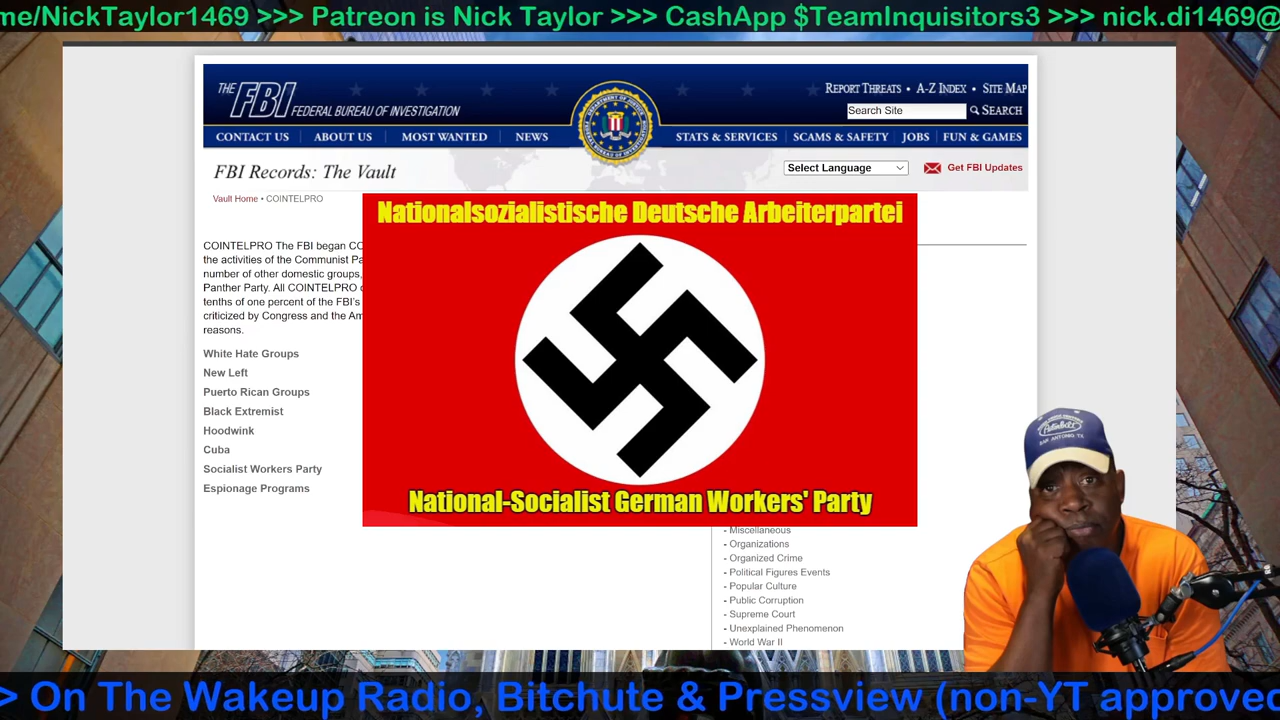 me/NickTaylor1469 >>> Patreon is Nick Taylor >>> CashApp $TeamInquisitors3 >>> nick.di1469@
THE FBI FEDERAL BUREAU OF INVESTIGATION
REPORT THREATS • A-Z INDEX • SITE MAP
Search Site SEARCH
CONTACT US ABOUT US MOST WANTED NEWS STATS & SERVICES SCAMS & SAFETY JOBS FUN & GAMES
FBI Records: The Vault
Select Language Get FBI Updates
Vault Home • COINTELPRO
Nationalsozialistische Deutsche Arbeiterpartei
COINTELPRO The FBI began CO
the activities of the Communist Pa
number of other domestic groups,
Panther Party. All COINTELPRO
tenths of one percent of the FBI's
criticized by Congress and the Am
reasons.
White Hate Groups
New Left
Puerto Rican Groups
Black Extremist
Hoodwink
Cuba
Socialist Workers Party
Espionage Programs
National-Socialist German Workers' Party
- Miscellaneous
- Organizations
- Organized Crime
- Political Figures Events
- Popular Culture
- Public Corruption
- Supreme Court
- Unexplained Phenomenon
- World War II
SAN ANTONIO, TX
> On The Wakeup Radio, Bitchute & Pressview (non-YT approved